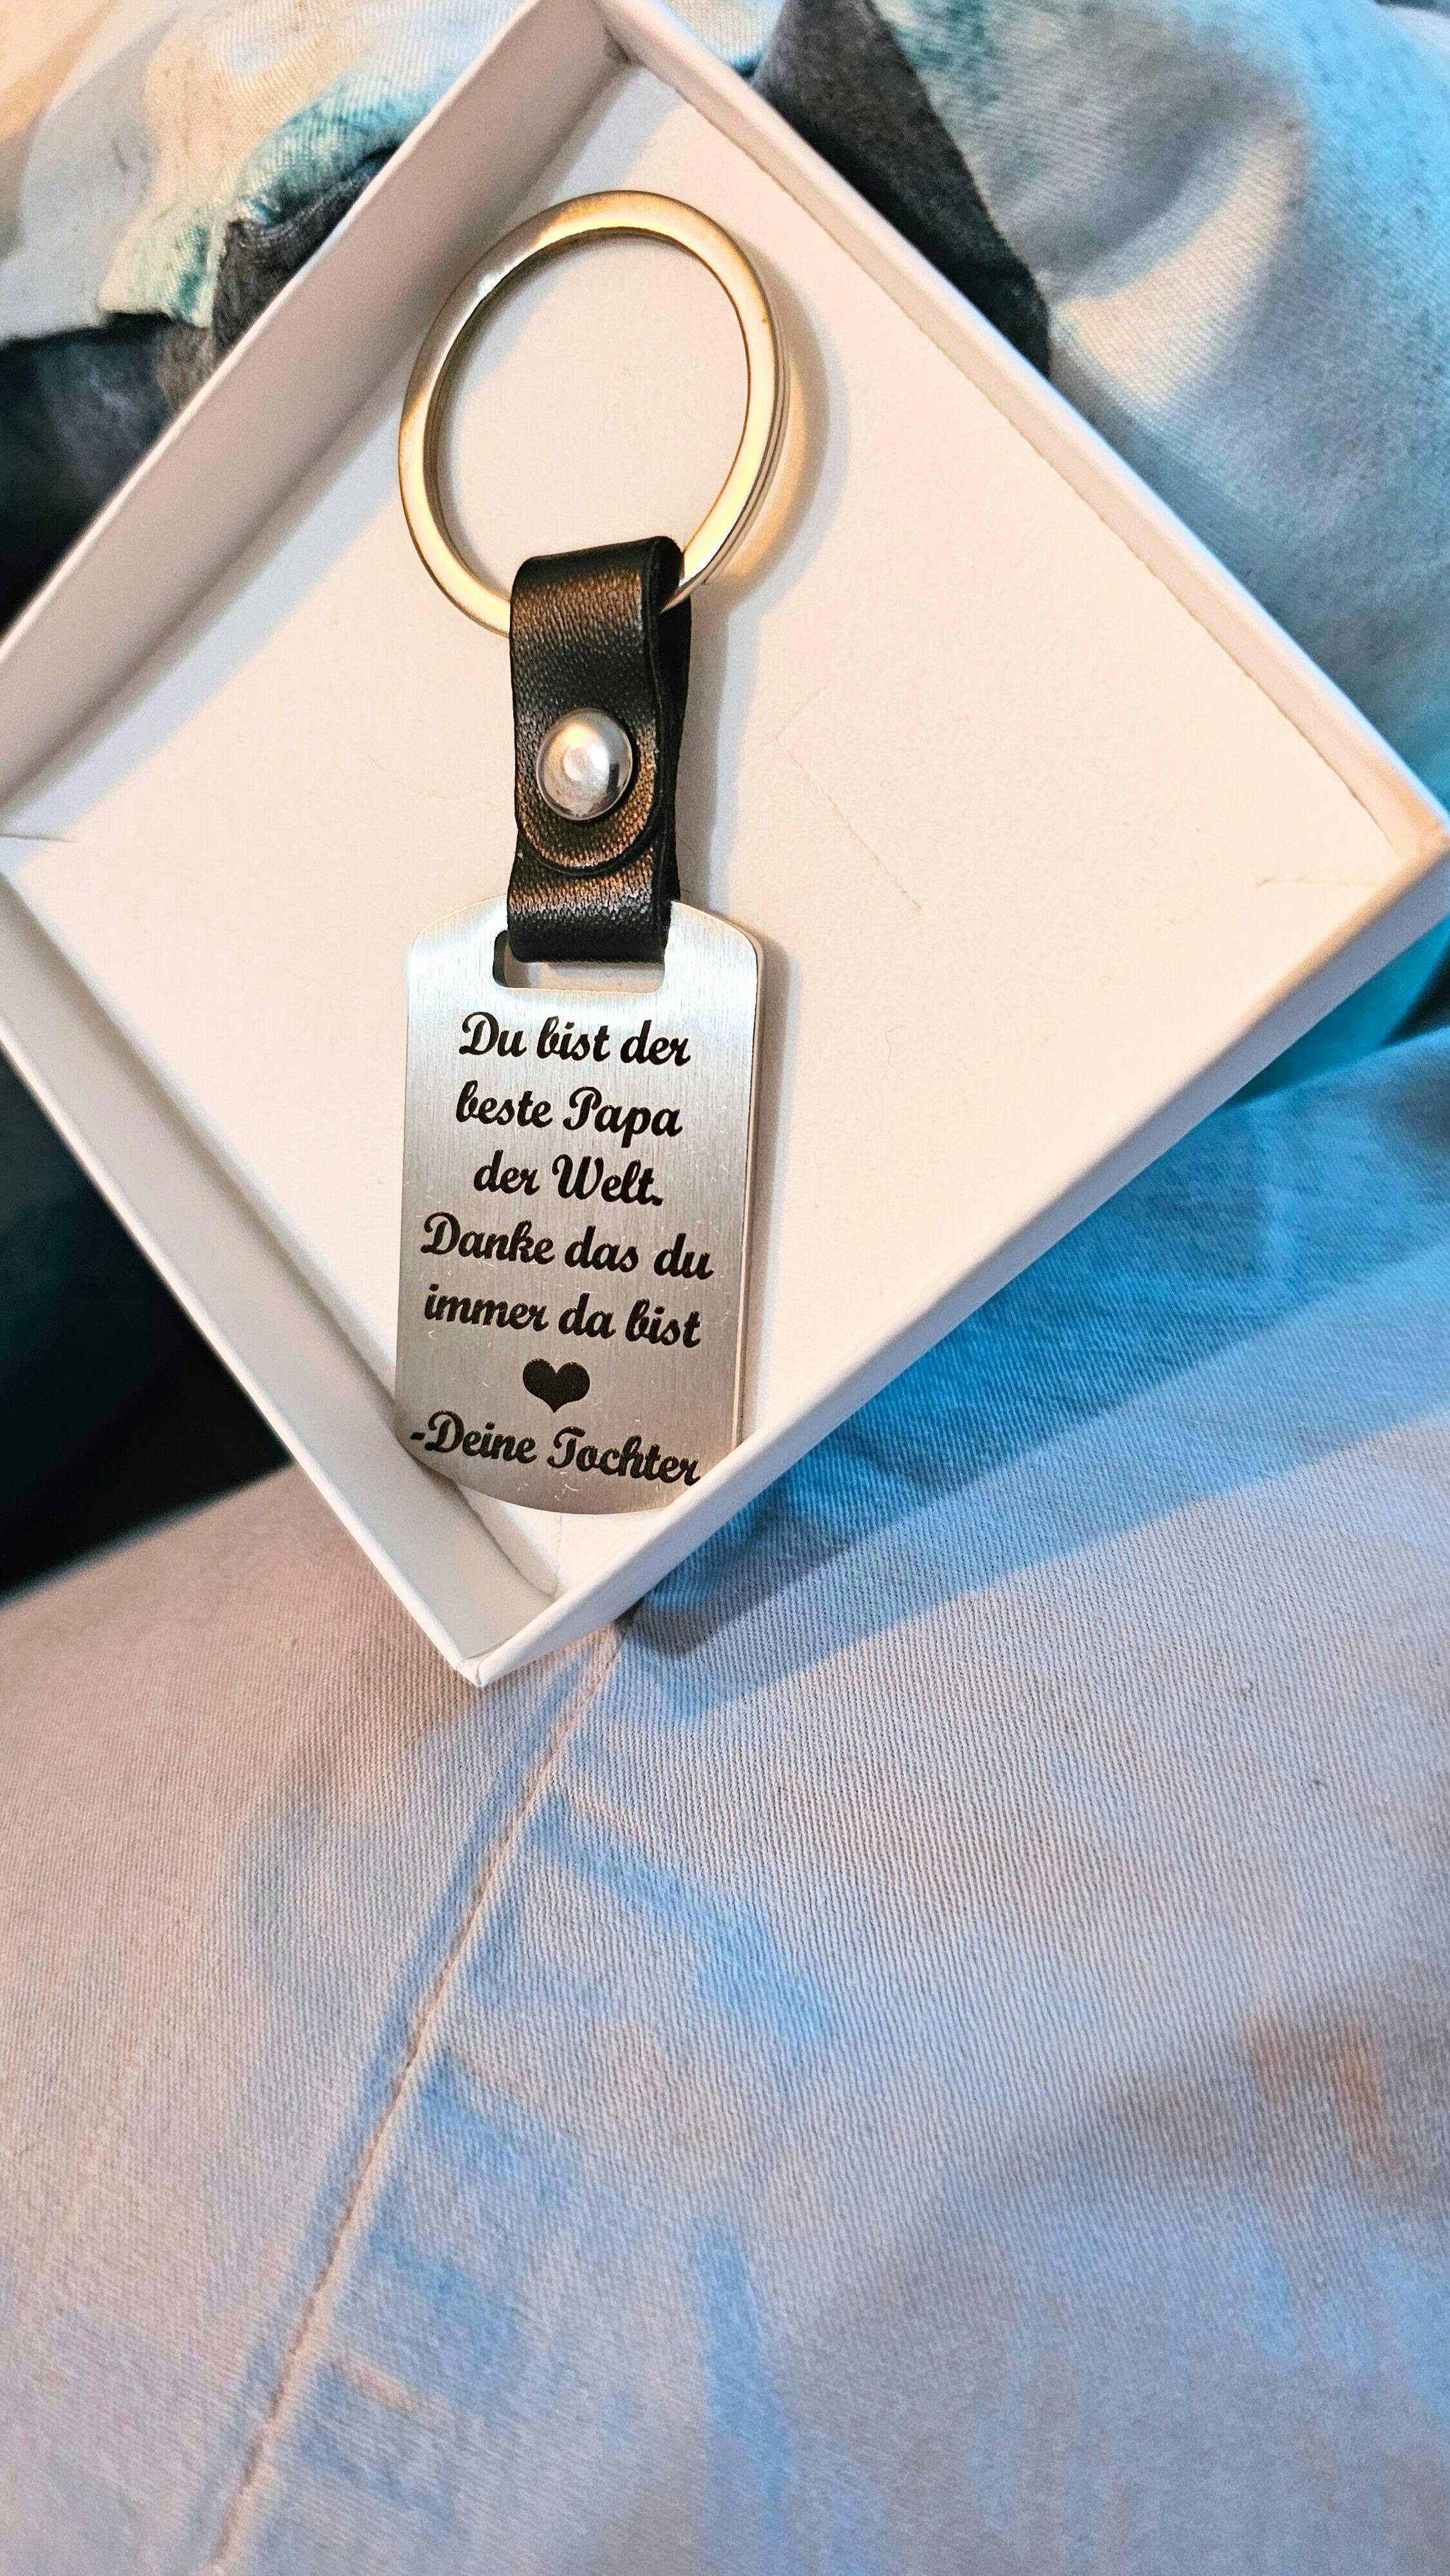 Du bist der
beste Papa
der Welt.
Danke das du
immer da bist
♥
-Deine Tochter